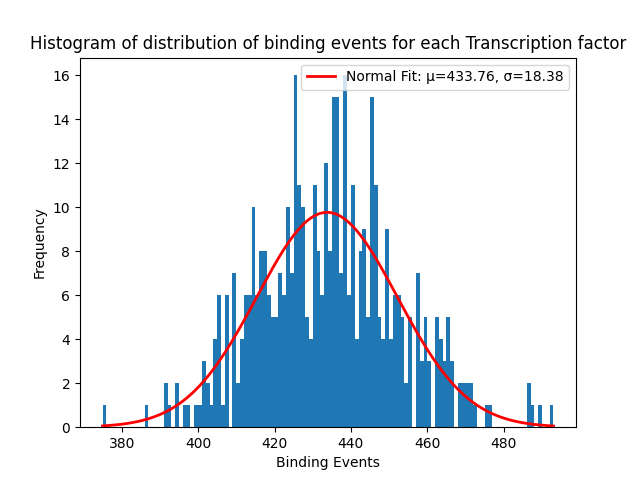 Histogram of distribution of binding events for each Transcription factor
Normal Fit: μ=433.76, σ=18.38
Frequency
16
14
12
10
8
6
4
2
0
380 400 420 440 460 480
Binding Events